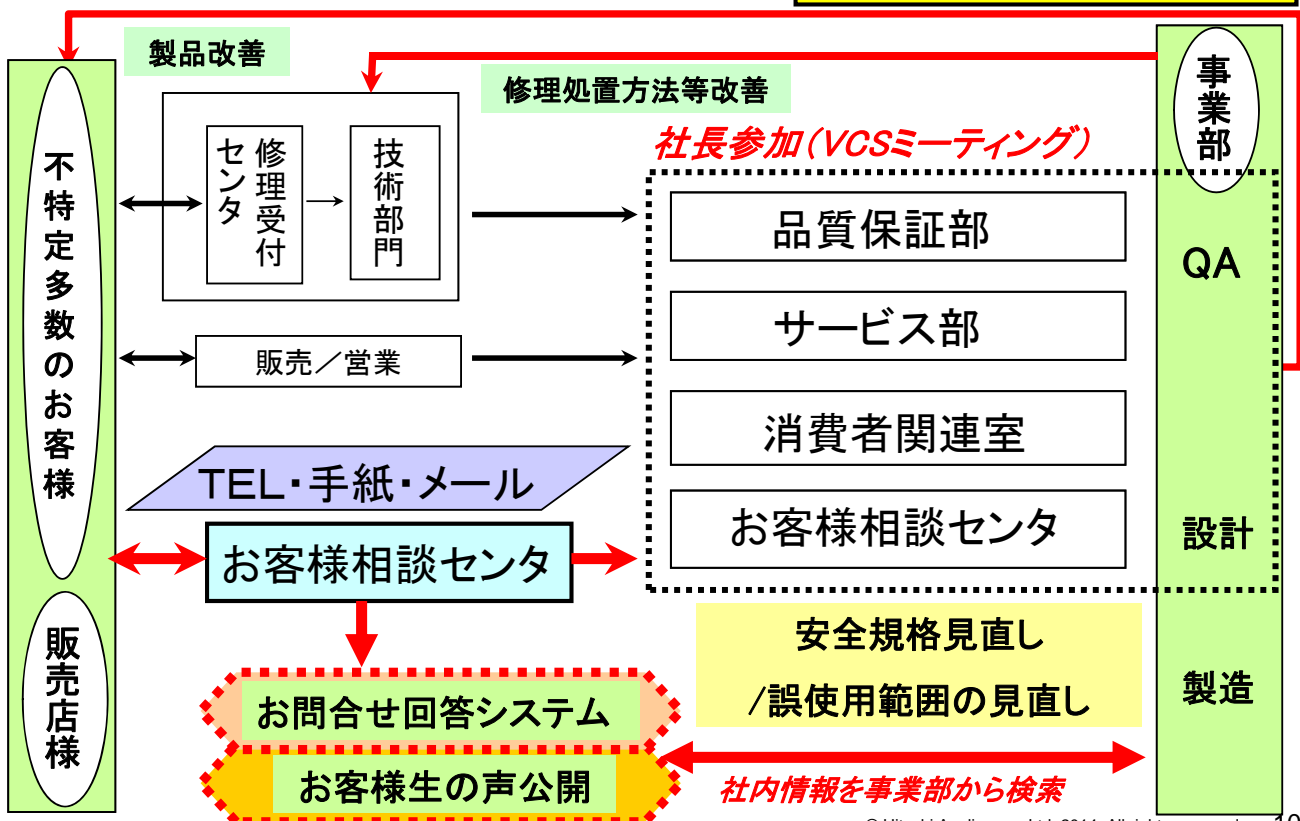 製品改善
修理処置方法等改善
事業部
社長参加（VCSミーティング）
不特定多数のお客様
修理受付
センタ
→
技術部門
品質保証部
QA
サービス部
販売／営業
消費者関連室
TEL・手紙・メール
お客様相談センタ
設計
お客様相談センタ
安全規格見直し
/誤使用範囲の見直し
販売店様
製造
お問合せ回答システム
お客様生の声公開
社内情報を事業部から検索